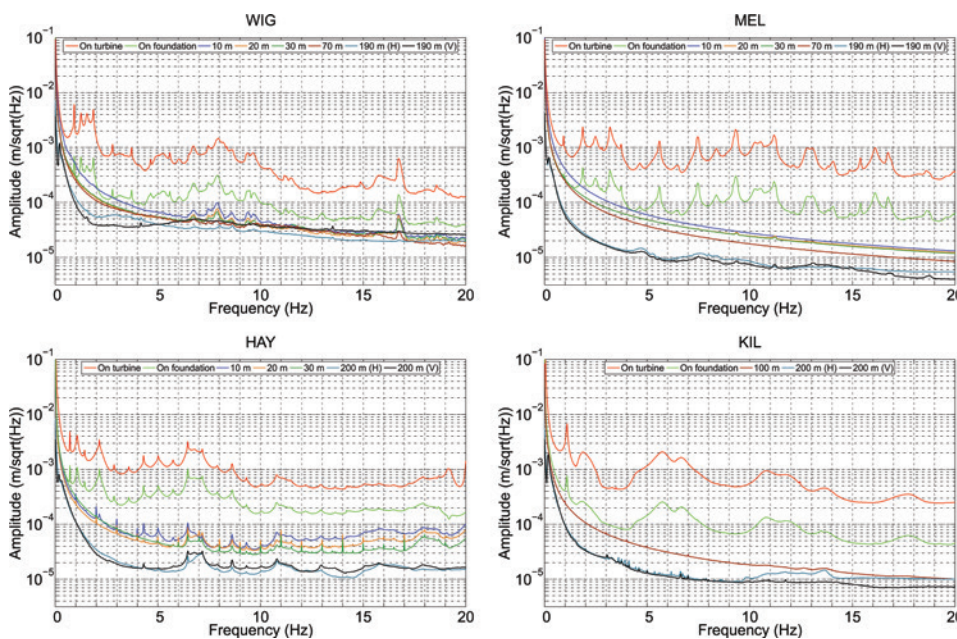 WIG
10⁻¹
10⁻²
10⁻³
10⁻⁴
10⁻⁵
Amplitude (m/sqrt(Hz))
On turbine On foundation 10 m 20 m 30 m 70 m 190 m (H) 190 m (V)
0 5 10 15 20
Frequency (Hz)
MEL
10⁻¹
10⁻²
10⁻³
10⁻⁴
10⁻⁵
Amplitude (m/sqrt(Hz))
On turbine On foundation 10 m 20 m 30 m 70 m 190 m (H) 190 m (V)
0 5 10 15 20
Frequency (Hz)
HAY
10⁻¹
10⁻²
10⁻³
10⁻⁴
10⁻⁵
Amplitude (m/sqrt(Hz))
On turbine On foundation 10 m 20 m 30 m 200 m (H) 200 m (V)
0 5 10 15 20
Frequency (Hz)
KIL
10⁻¹
10⁻²
10⁻³
10⁻⁴
10⁻⁵
Amplitude (m/sqrt(Hz))
On turbine On foundation 100 m 200 m (H) 200 m (V)
0 5 10 15 20
Frequency (Hz)